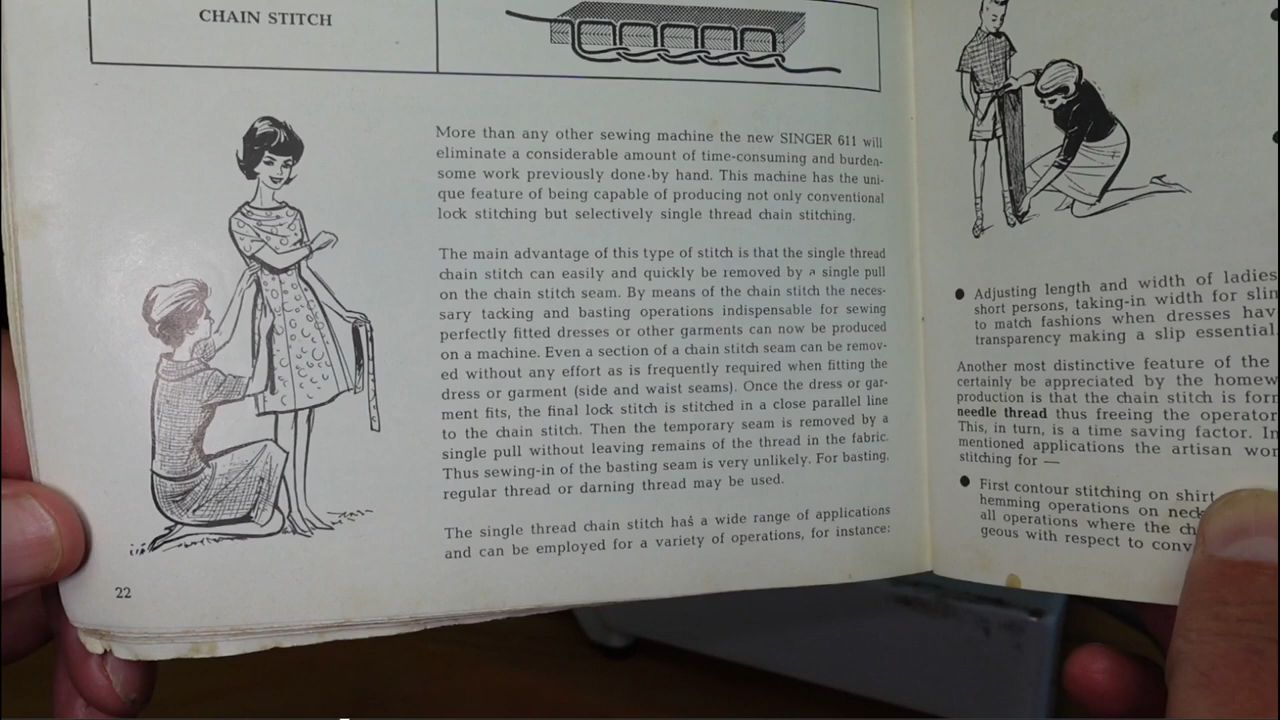 CHAIN STITCH
More than any other sewing machine the new SINGER 611 will
eliminate a considerable amount of time-consuming and burden-
some work previously done by hand. This machine has the uni-
que feature of being capable of producing not only conventional
lock stitching but selectively single thread chain stitching.
The main advantage of this type of stitch is that the single thread
chain stitch can easily and quickly be removed by a single pull
on the chain stitch seam. By means of the chain stitch the neces-
sary tacking and basting operations indispensable for sewing
perfectly fitted dresses or other garments can now be produced
on a machine. Even a section of a chain stitch seam can be remov-
ed without any effort as is frequently required when fitting the
dress or garment (side and waist seams). Once the dress or gar-
ment fits, the final lock stitch is stitched in a close parallel line
to the chain stitch. Then the temporary seam is removed by a
single pull without leaving remains of the thread in the fabric.
Thus sewing-in of the basting seam is very unlikely. For basting,
regular thread or darning thread may be used.
The single thread chain stitch has a wide range of applications
and can be employed for a variety of operations, for instance:
22
● Adjusting length and width of ladies
short persons, taking-in width for slim
to match fashions when dresses hav
transparency making a slip essential
Another most distinctive feature of the
certainly be appreciated by the homew
production is that the chain stitch is for
needle thread thus freeing the operator
This, in turn, is a time saving factor. In
mentioned applications the artisan wor
stitching for —
● First contour stitching on shirt
hemming operations on neck
all operations where the ch
geous with respect to conv